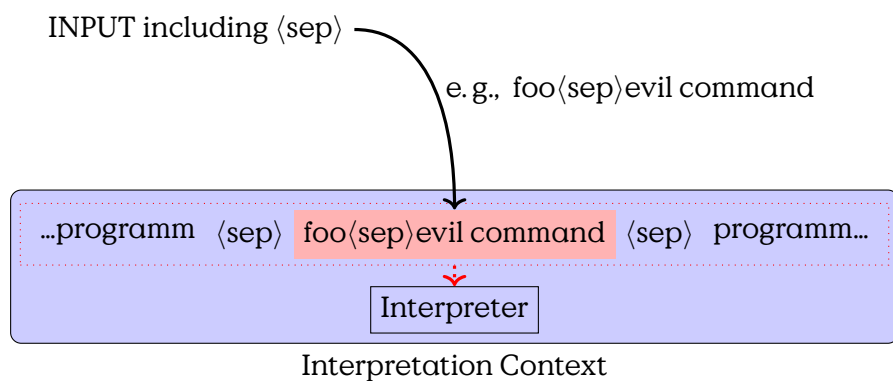 INPUT including ⟨sep⟩
e. g., foo⟨sep⟩evil command
...programm ⟨sep⟩ foo⟨sep⟩evil command ⟨sep⟩ programm...
Interpreter
Interpretation Context